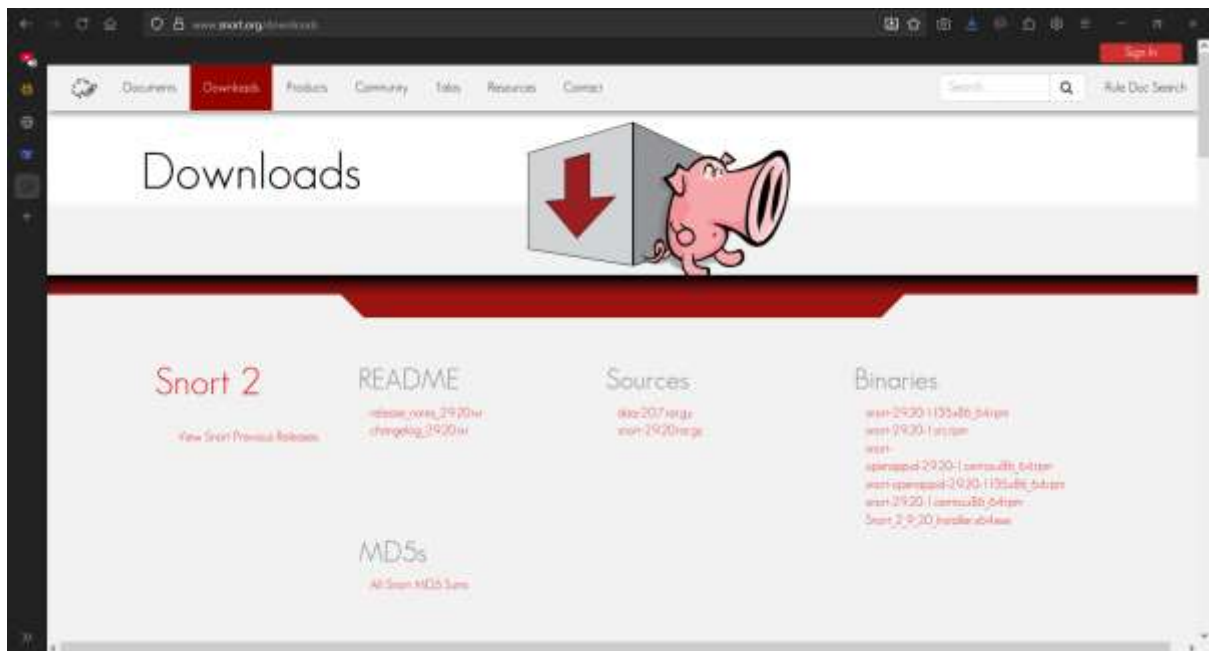 www.snort.org/downloads
Sign In
Documents Downloads Products Community Talos Resources Contact
Search
Rule Doc Search
Downloads
Snort 2
View Snort Previous Releases
README
release_notes_2.9.20.txt
changelog_2.9.20.txt
Sources
daq-2.0.7.tar.gz
snort-2.9.20.tar.gz
Binaries
snort-2.9.20-1.f35.x86_64.rpm
snort-2.9.20-1.src.rpm
snort-
openappid-2.9.20-1.centos.x86_64.rpm
snort-openappid-2.9.20-1.f35.x86_64.rpm
snort-2.9.20-1.centos.x86_64.rpm
Snort_2_9_20_Installer.x64.exe
MD5s
All Snort MD5 Sums